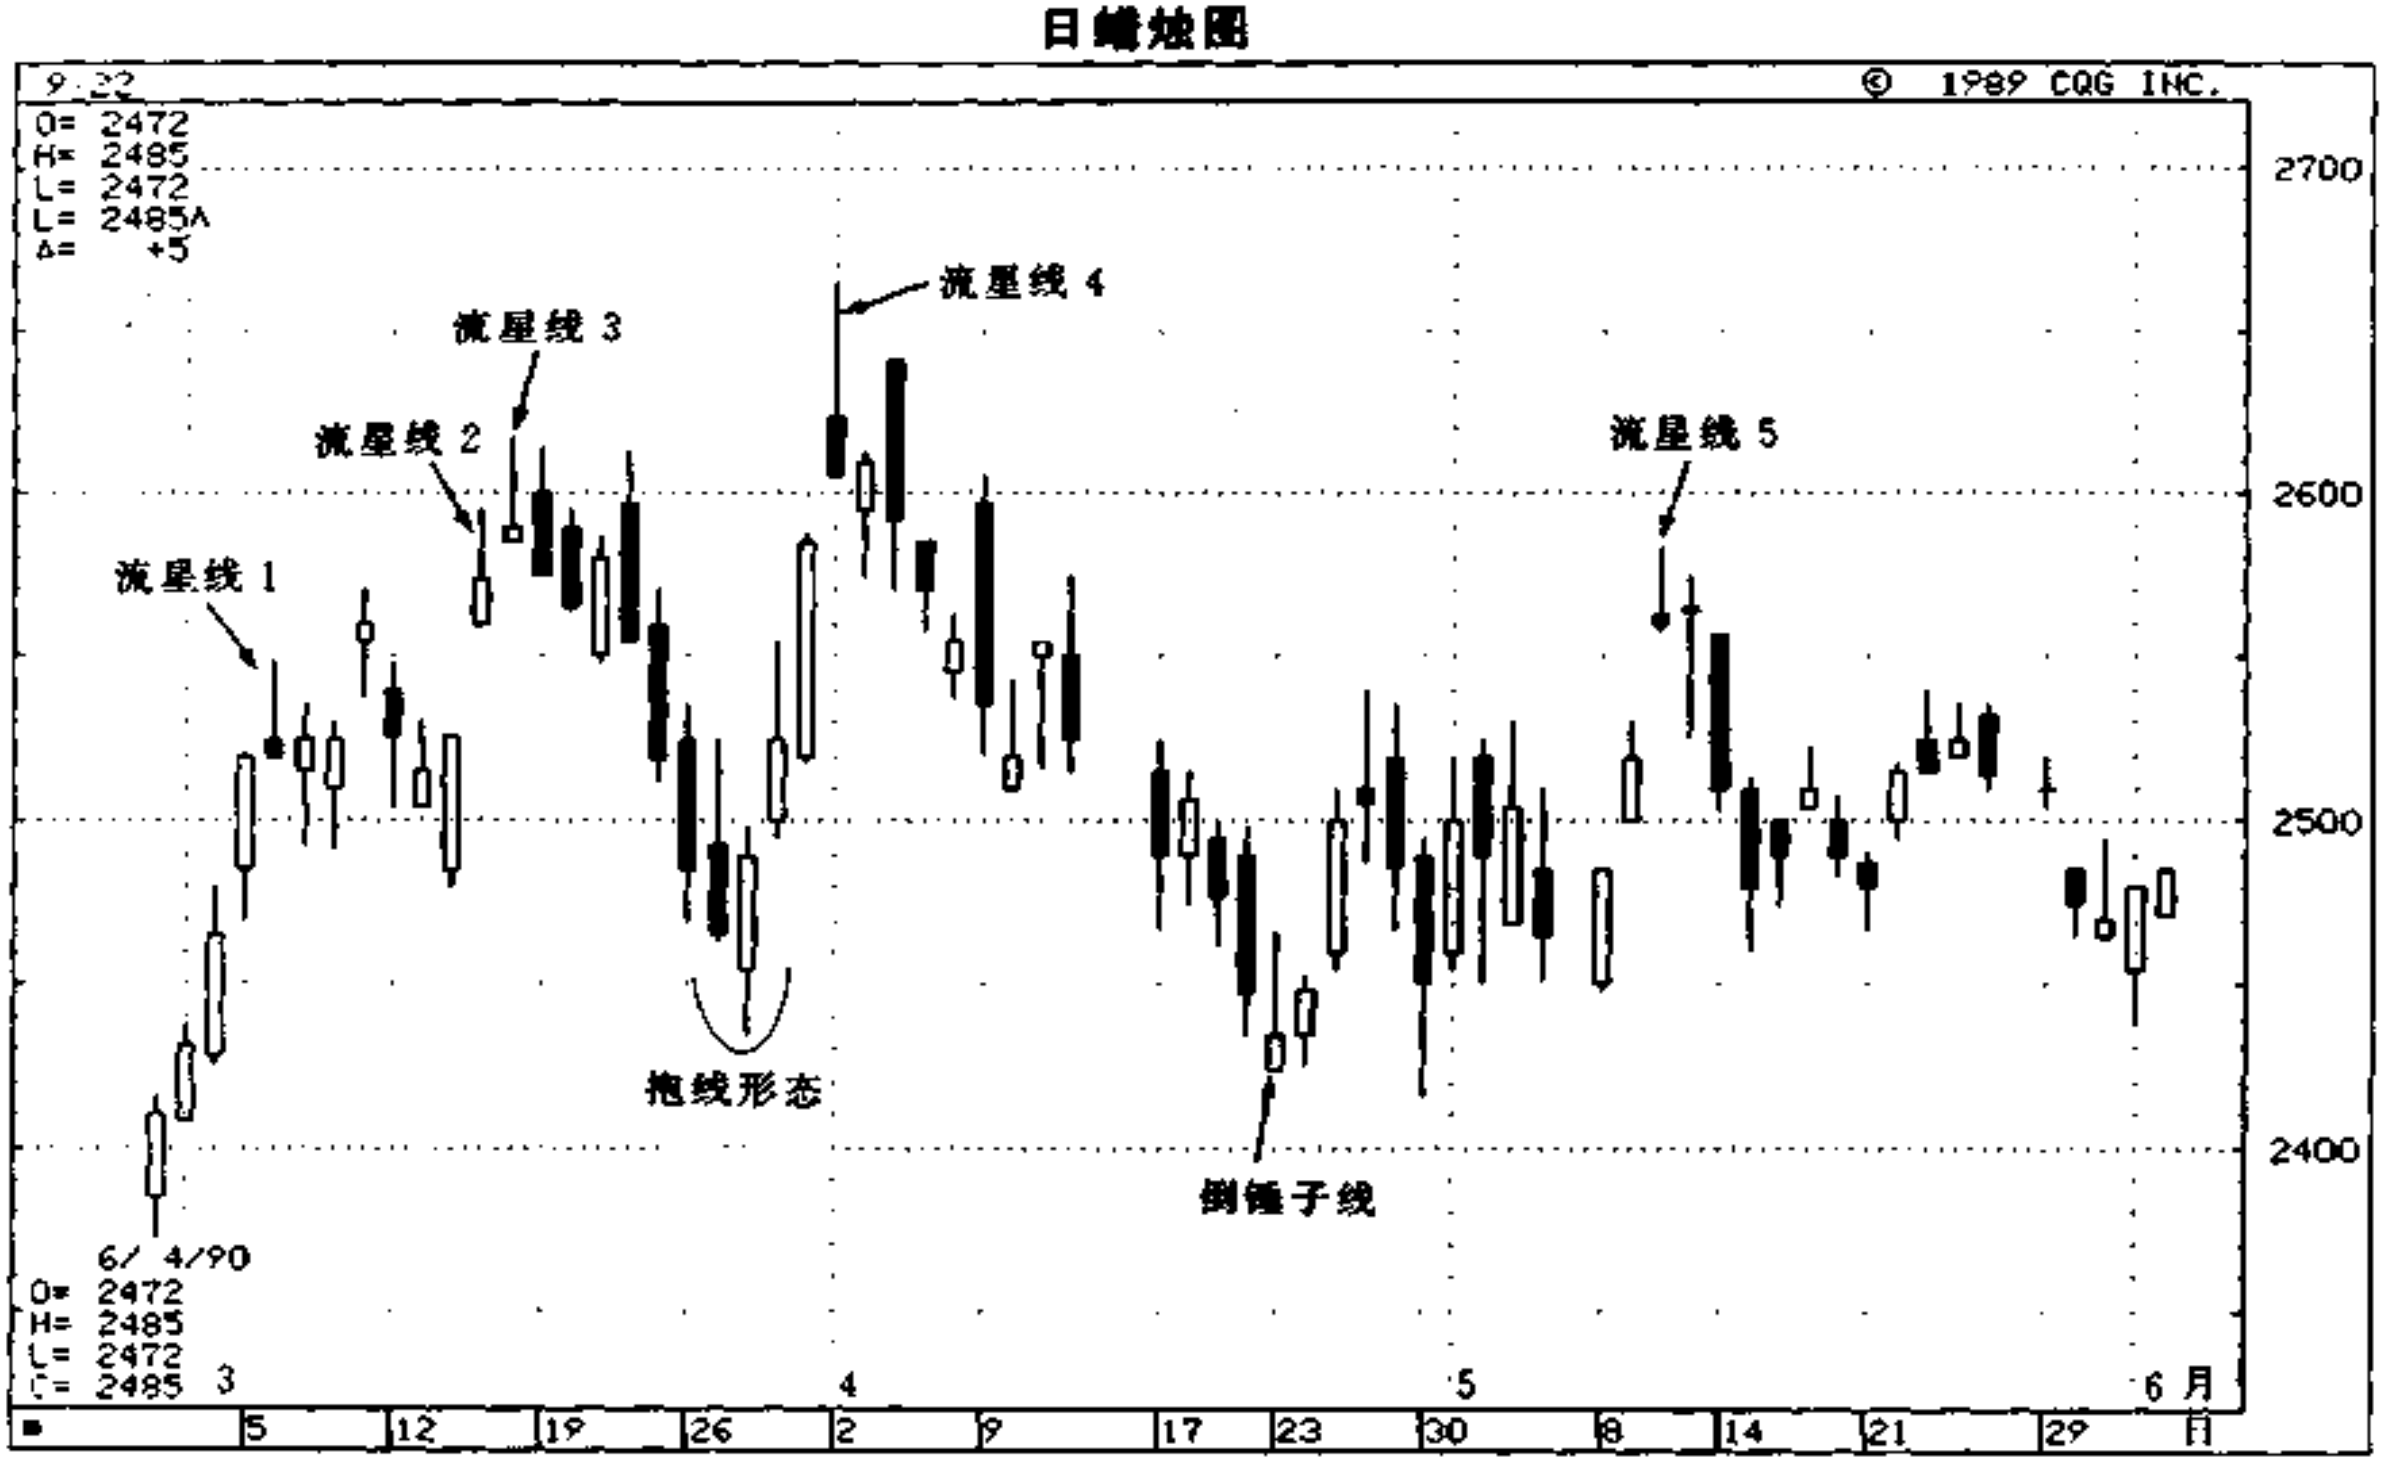 日蜡烛图
9:22 © 1989 CQG INC.
O= 2472
H= 2485
L= 2472
L= 2485A
Δ= +5
2700
流星线 4
流星线 3
流星线 2
流星线 5
2600
流星线 1
2500
抱线形态
2400
倒锤子线
6/ 4/90
O= 2472
H= 2485
L= 2472
C= 2485
3 4 5 6 月
5 12 19 26 2 9 17 23 30 8 14 21 29 日